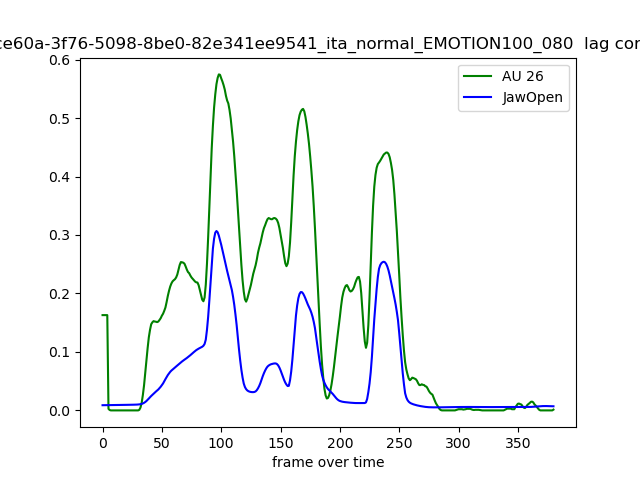 ce60a-3f76-5098-8be0-82e341ee9541_ita_normal_EMOTION100_080 lag cor
AU 26
JawOpen
0.6
0.5
0.4
0.3
0.2
0.1
0.0
0 50 100 150 200 250 300 350
frame over time